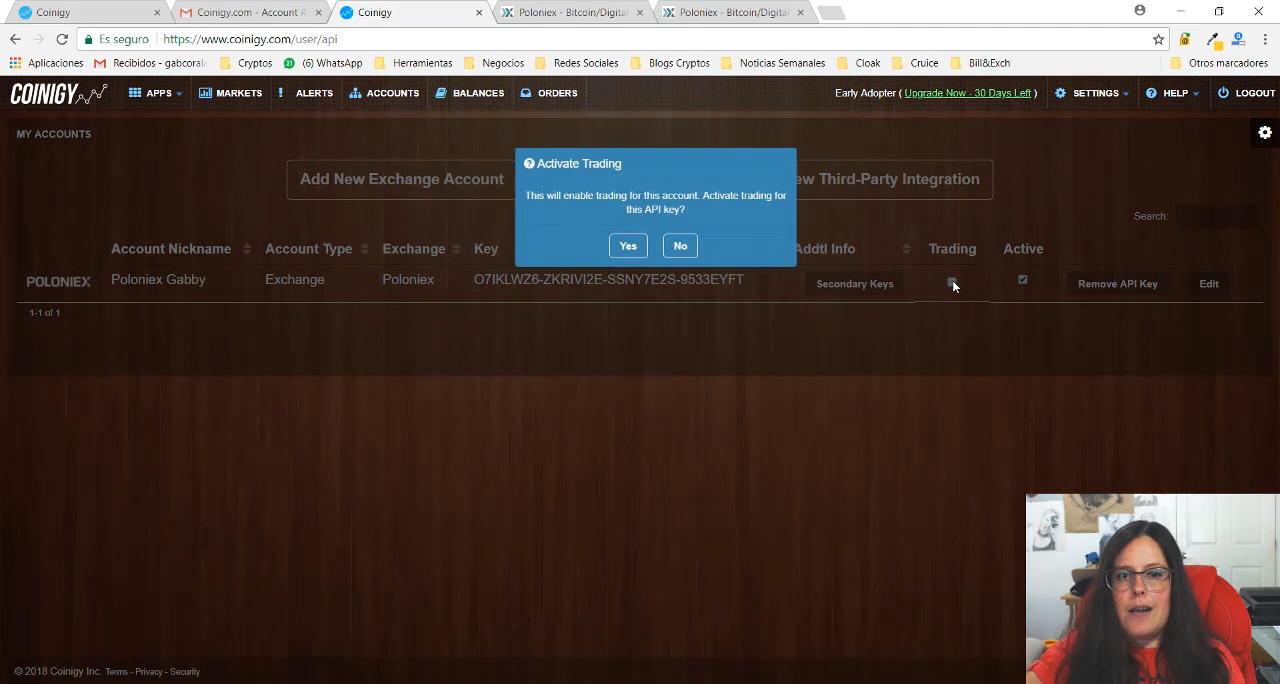 Coinigy
Coinigy.com - Account A
Coinigy
Poloniex - Bitcoin/Digital
Poloniex - Bitcoin/Digital
Es seguro
https://www.coinigy.com/user/api
Aplicaciones
Recibidos - gabcorala
Cryptos
(6) WhatsApp
Herramie
Negoci
Redes Sociales
Blogs Crypto
Noticias Semanales
Cloak
Cruice
Bill&Exch
Otros marcadores
COINIGY
APPS
MARKETS
ALERTS
ACCOUNTS
BALANCES
ORDERS
Early Adopter ( Upgrade Now - 30 Days Left )
SETTINGS
HELP
LOGOUT
MY ACCOUNTS
Activate Trading
This will enable trading for this account. Activate trading for
this API key?
Yes
No
Add New Exchange Account
ew Third-Party Integration
Search:
Account Nickname
Account Type
Exchange
Key
Addtl Info
Trading
Active
POLONIEX
Poloniex Gabby
Exchange
Poloniex
O7IKLWZ6-ZKRIVI2E-SSNY7E2S-9533EYFT
Secondary Keys
Remove API Key
Edit
1-1 of 1
© 2018 Coinigy Inc. Terms - Privacy - Security